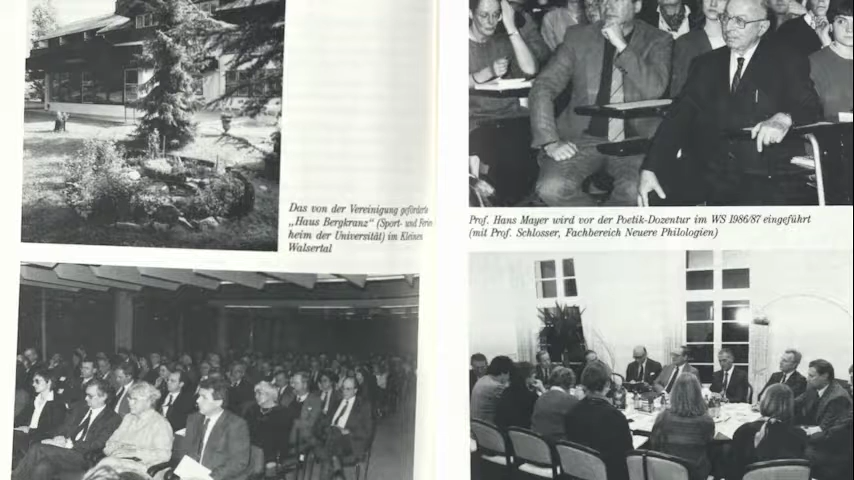 Das von der Vereinigung geförderte
„Haus Bergkranz" (Sport- und Ferien
heim der Universität) im Kleinen
Walsertal
Prof. Hans Mayer wird vor der Poetik-Dozentur im WS 1986/87 eingeführt
(mit Prof. Schlosser, Fachbereich Neuere Philologien)